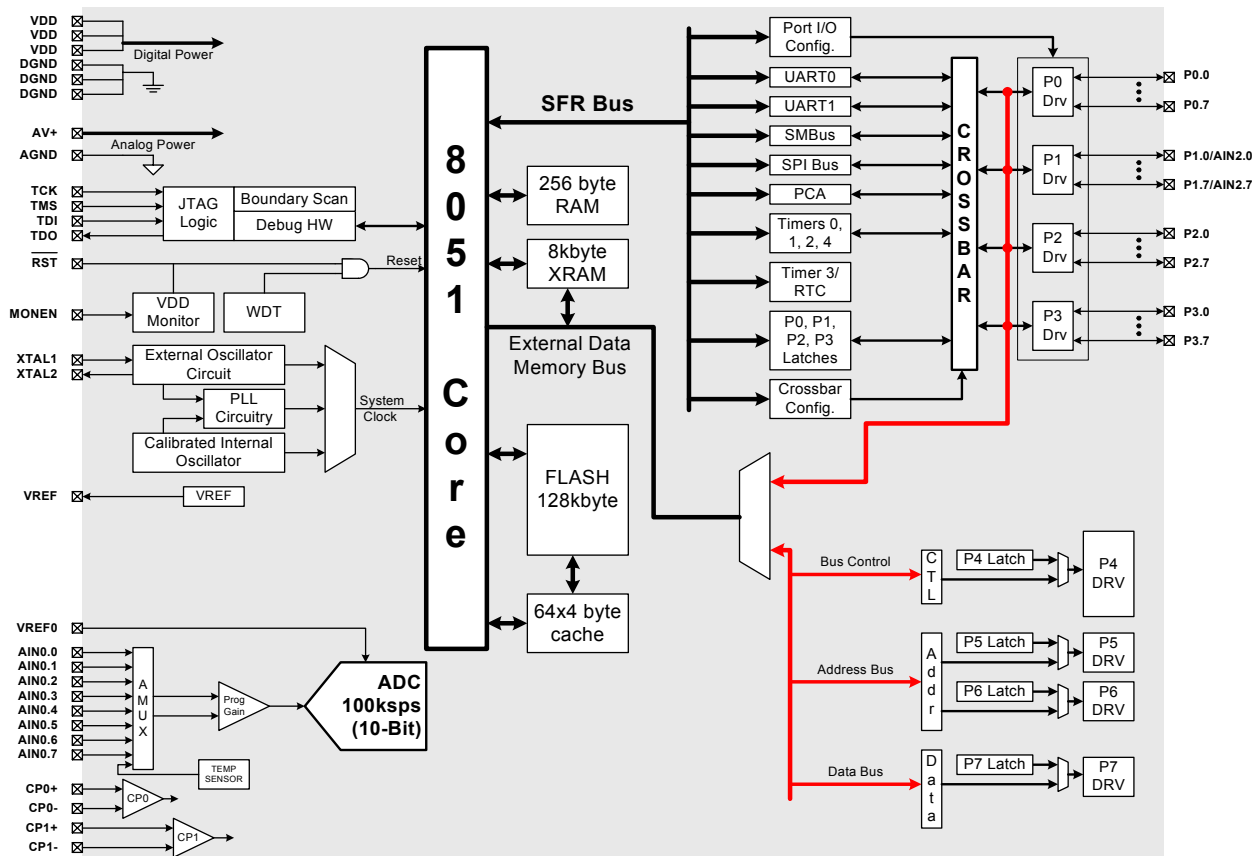 VDD
VDD
VDD
Digital Power
DGND
DGND
DGND
AV+
Analog Power
AGND
TCK
TMS
TDI
TDO
JTAG
Logic
Boundary Scan
Debug HW
RST
Reset
MONEN
VDD
Monitor
WDT
XTAL1
XTAL2
External Oscillator
Circuit
PLL
Circuitry
Calibrated Internal
Oscillator
System
Clock
VREF
VREF
VREF0
AIN0.0
AIN0.1
AIN0.2
AIN0.3
AIN0.4
AIN0.5
AIN0.6
AIN0.7
A
M
U
X
Prog
Gain
ADC
100ksps
(10-Bit)
TEMP
SENSOR
CP0+
CP0-
CP0
CP1+
CP1-
CP1
8
0
5
1
C
o
r
e
SFR Bus
256 byte
RAM
8kbyte
XRAM
External Data
Memory Bus
FLASH
128kbyte
64x4 byte
cache
Port I/O
Config.
UART0
UART1
SMBus
SPI Bus
PCA
Timers 0,
1, 2, 4
Timer 3/
RTC
P0, P1,
P2, P3
Latches
Crossbar
Config.
C
R
O
S
S
B
A
R
P0
Drv
P1
Drv
P2
Drv
P3
Drv
P0.0
P0.7
P1.0/AIN2.0
P1.7/AIN2.7
P2.0
P2.7
P3.0
P3.7
Bus Control
C
T
L
P4 Latch
P4
DRV
Address Bus
A
d
d
r
P5 Latch
P5
DRV
P6 Latch
P6
DRV
Data Bus
D
a
t
a
P7 Latch
P7
DRV